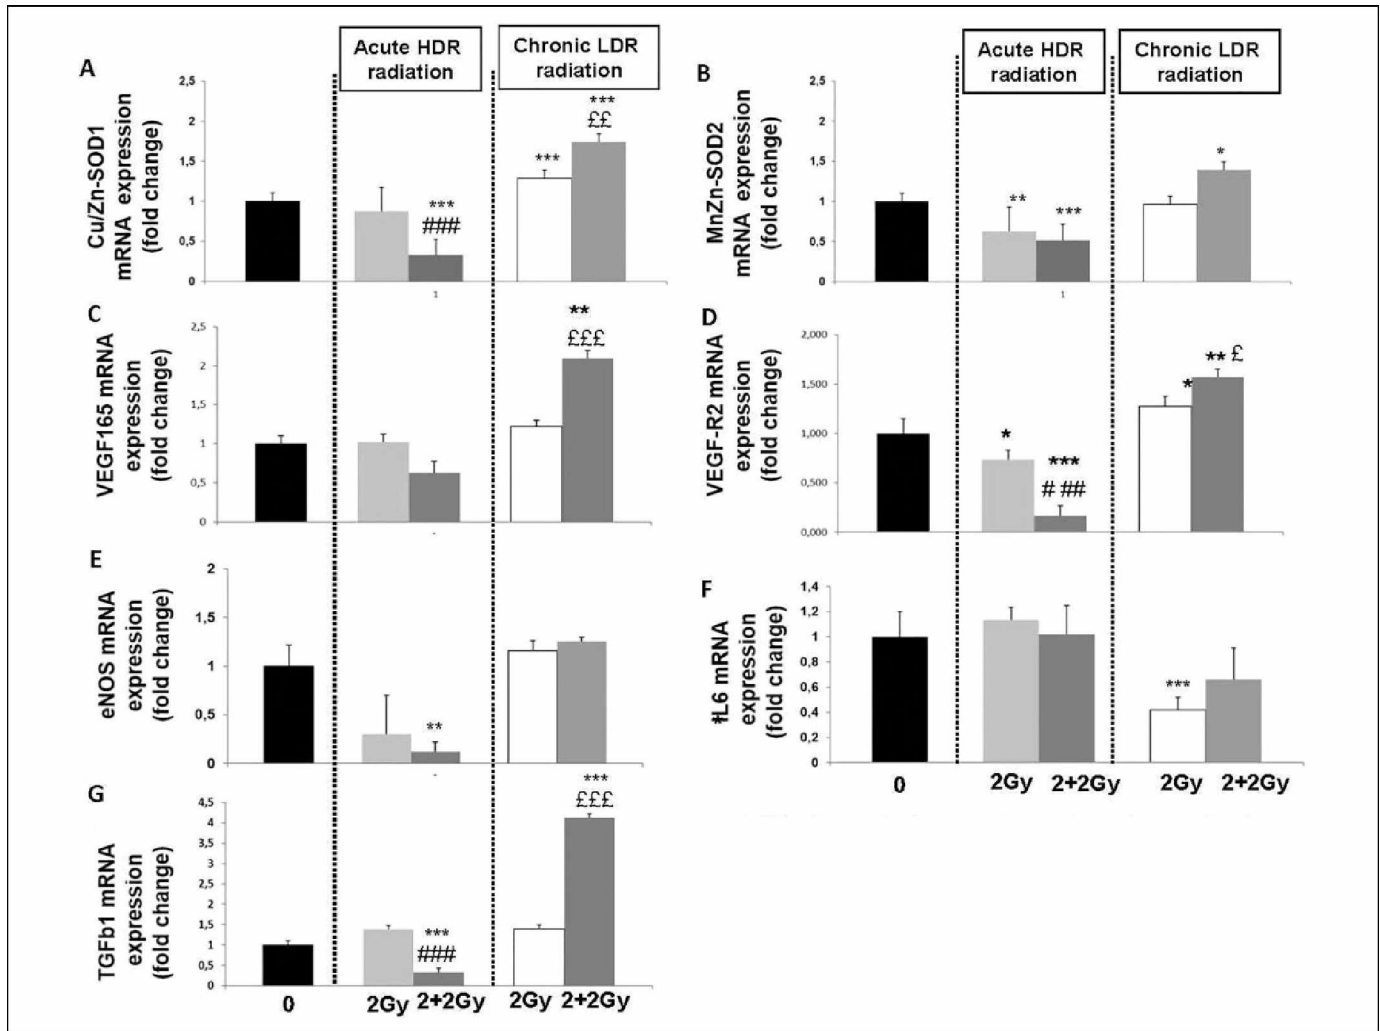 Acute HDR
radiation
Chronic LDR
radiation
A
Cu/Zn-SOD1
mRNA expression
(fold change)
2,5
2
1,5
1
0,5
0
***
###
***
***
££
1
Acute HDR
radiation
Chronic LDR
radiation
B
MnZn-SOD2
mRNA expression
(fold change)
2,5
2
1,5
1
0,5
0
**
***
*
1
C
VEGF165 mRNA
expression
(fold change)
2,5
2
1,5
1
0,5
0
**
£££
-
D
VEGF-R2 mRNA
expression
(fold change)
2,000
1,500
1,000
0,500
0,000
*
***
# ##
*
** £
E
eNOS mRNA
expression
(fold change)
2
1,5
1
0,5
0
**
-
F
IL6 mRNA
expression
(fold change)
1,4
1,2
1
0,8
0,6
0,4
0,2
0
***
0
2Gy
2+2Gy
2Gy
2+2Gy
G
TGFb1 mRNA
expression
(fold change)
4,5
4
3,5
3
2,5
2
1,5
1
0,5
0
***
###
***
£££
0
2Gy
2+2Gy
2Gy
2+2Gy